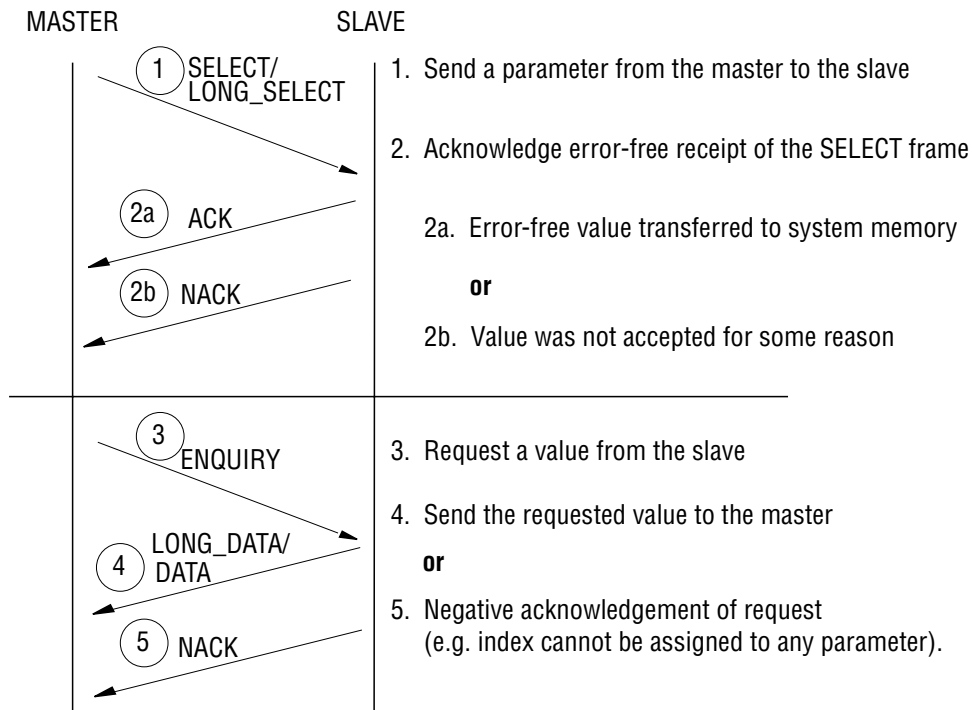 MASTER SLAVE
1 SELECT/
LONG_SELECT
1. Send a parameter from the master to the slave
2. Acknowledge error-free receipt of the SELECT frame
2a ACK
2a. Error-free value transferred to system memory
or
2b NACK
2b. Value was not accepted for some reason
3
ENQUIRY
3. Request a value from the slave
4. Send the requested value to the master
LONG_DATA/
4 DATA
or
5. Negative acknowledgement of request
(e.g. index cannot be assigned to any parameter).
5 NACK